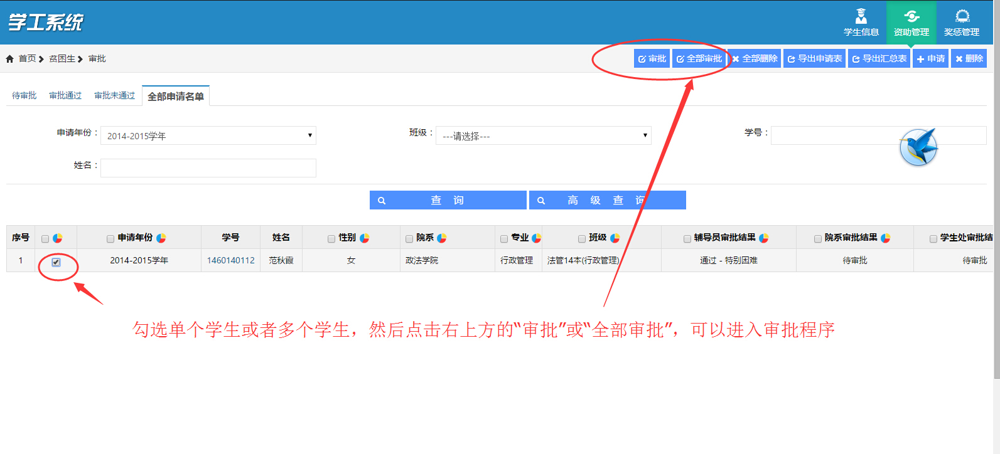 学工系统
学生信息 资助管理 奖惩管理
首页 贫困生 审批
审批 全部审批 全部删除 导出申请表 导出汇总表 申请 删除
待审批 审批通过 审批未通过 全部申请名单
申请年份： 2014-2015学年 班级： ---请选择--- 学号：
姓名：
查 询 高 级 查 询
序号 申请年份 学号 姓名 性别 院系 专业 班级 辅导员审批结果 院系审批结果 学生处审批结
1 2014-2015学年 1460140112 范秋霞 女 政法学院 行政管理 法管14本(行政管理) 通过 - 特别困难 待审批 待审批
勾选单个学生或者多个学生，然后点击右上方的“审批”或“全部审批”，可以进入审批程序